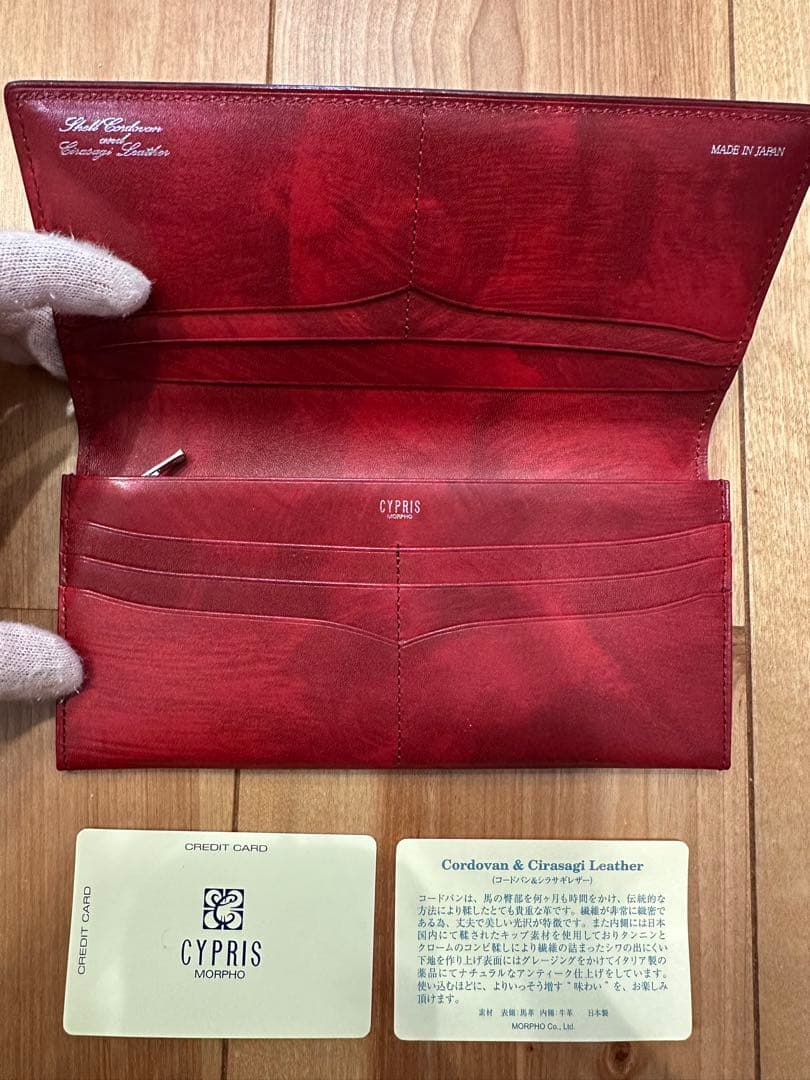 Shell Cordovan
and
Cirasagi Leather
MADE IN JAPAN
CYPRIS
MORPHO
CREDIT CARD
CREDIT CARD
CYPRIS
MORPHO
Cordovan & Cirasagi Leather
(コードバン&シラサギレザー)
コードバンは、馬の臀部を何ヶ月も時間をかけ、伝統的な
方法により鞣したとても貴重な革です。繊維が非常に緻密で
ある為、丈夫で美しい光沢が特徴です。また内側には日本
国内にて鞣されたキップ素材を使用しておりタンニンと
クロームのコンビ鞣しにより繊維の詰まったシワの出にくい
下地を作り上げ表面にはグレージングをかけてイタリア製の
薬品にてナチュラルなアンティーク仕上げをしています。
使い込むほどに、よりいっそう増す“味わい”を、お楽しみ
頂けます。
素材 表側:馬革 内側:牛革 日本製
MORPHO Co., Ltd.